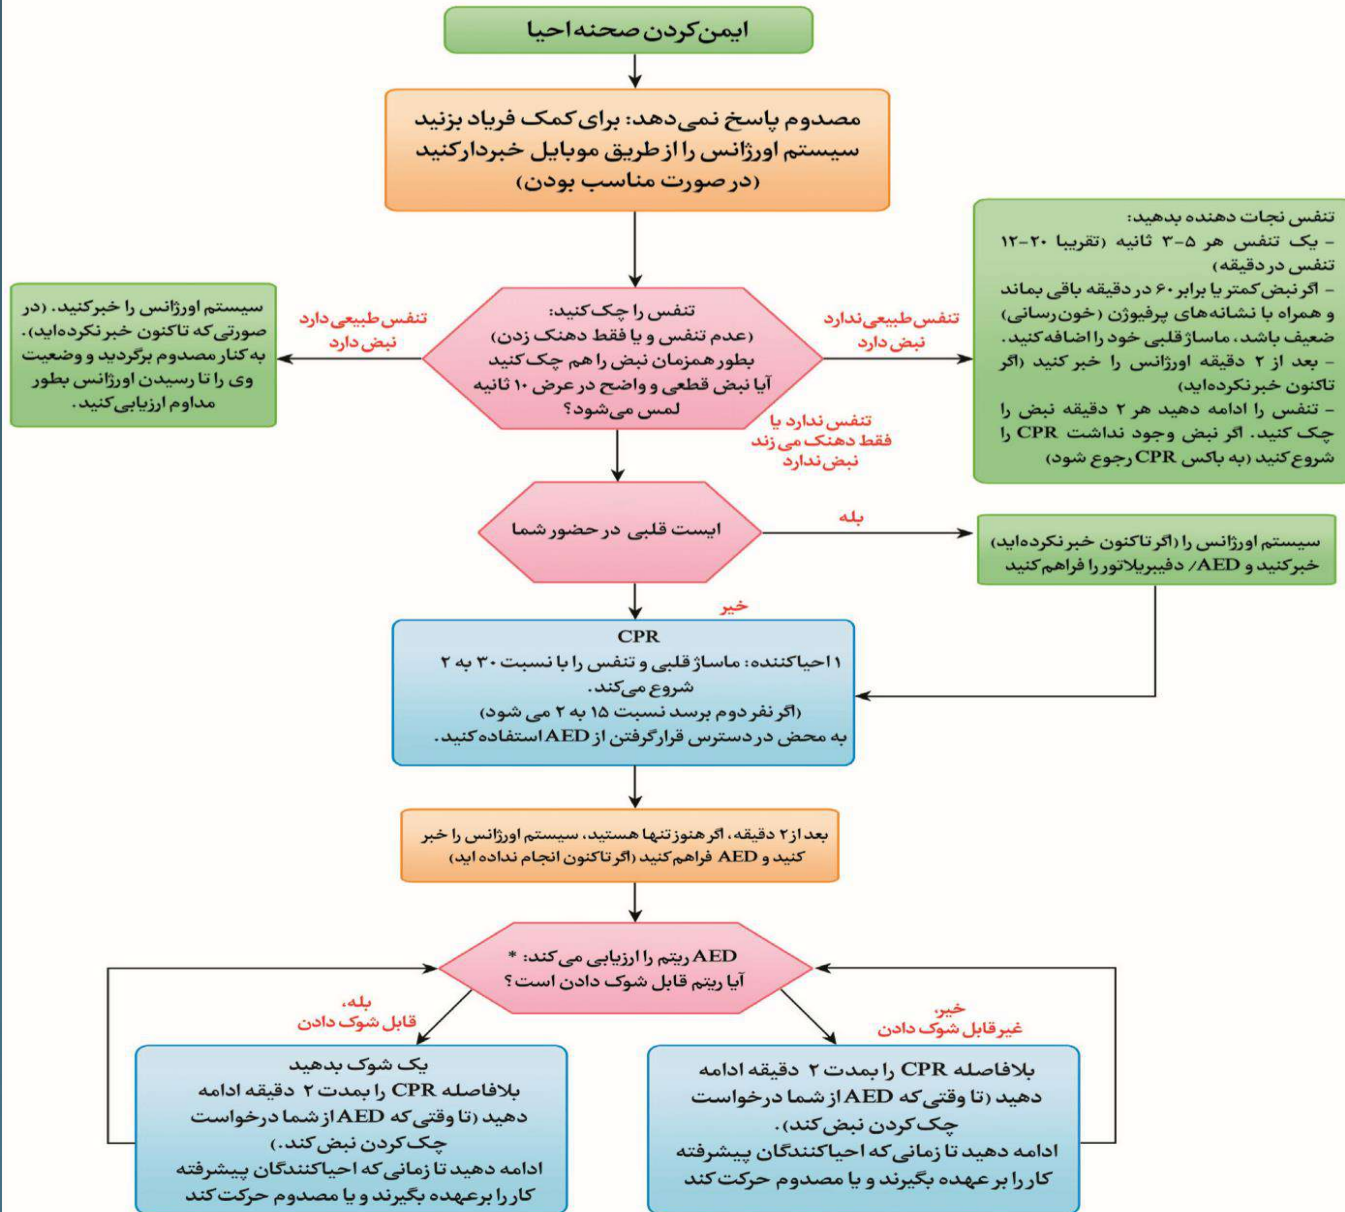 ایمن کردن صحنه احیا
مصدوم پاسخ نمی‌دهد: برای کمک فریاد بزنید
سیستم اورژانس را از طریق موبایل خبردار کنید
(در صورت مناسب بودن)
تنفس نجات دهنده بدهید:
- یک تنفس هر ۵-۳ ثانیه (تقریبا ۲۰-۱۲
تنفس در دقیقه)
- اگر نبض کمتر یا برابر ۶۰ در دقیقه باقی بماند
و همراه با نشانه‌های پرفیوژن (خون رسانی)
ضعیف باشد، ماساژ قلبی خود را اضافه کنید.
- بعد از ۲ دقیقه اورژانس را خبر کنید (اگر
تاکنون خبر نکرده‌اید)
- تنفس را ادامه دهید هر ۲ دقیقه نبض را
چک کنید. اگر نبض وجود نداشت CPR را
شروع کنید (به باکس CPR رجوع شود)
تنفس طبیعی ندارد
نبض دارد
تنفس را چک کنید:
(عدم تنفس و یا فقط دهنک زدن)
بطور همزمان نبض را هم چک کنید
آیا نبض قطعی و واضح در عرض ۱۰ ثانیه
لمس می‌شود؟
تنفس طبیعی دارد
نبض دارد
سیستم اورژانس را خبر کنید. (در
صورتی که تاکنون خبر نکرده‌اید).
به کنار مصدوم برگردید و وضعیت
وی را تا رسیدن اورژانس بطور
مداوم ارزیابی کنید.
تنفس ندارد یا
فقط دهنک می زند
نبض ندارد
ایست قلبی در حضور شما
بله
سیستم اورژانس را (اگر تاکنون خبر نکرده‌اید)
خبر کنید و AED/ دفیبریلاتور را فراهم کنید
خیر
CPR
۱ احیاکننده: ماساژ قلبی و تنفس را با نسبت ۳۰ به ۲
شروع می‌کند.
(اگر نفر دوم برسد نسبت ۱۵ به ۲ می شود)
به محض در دسترس قرار گرفتن از AED استفاده کنید.
بعد از ۲ دقیقه، اگر هنوز تنها هستید، سیستم اورژانس را خبر
کنید و AED فراهم کنید (اگر تاکنون انجام نداده اید)
AED ریتم را ارزیابی می‌کند: *
آیا ریتم قابل شوک دادن است؟
خیر،
غیر قابل شوک دادن
بله،
قابل شوک دادن
بلافاصله CPR را بمدت ۲ دقیقه ادامه
دهید (تا وقتی که AED از شما درخواست
چک کردن نبض کند).
ادامه دهید تا زمانی که احیاکنندگان پیشرفته
کار را بر عهده بگیرند و یا مصدوم حرکت کند
یک شوک بدهید
بلافاصله CPR را بمدت ۲ دقیقه ادامه
دهید (تا وقتی که AED از شما درخواست
چک کردن نبض کند.)
ادامه دهید تا زمانی که احیاکنندگان پیشرفته
کار را بر عهده بگیرند و یا مصدوم حرکت کند